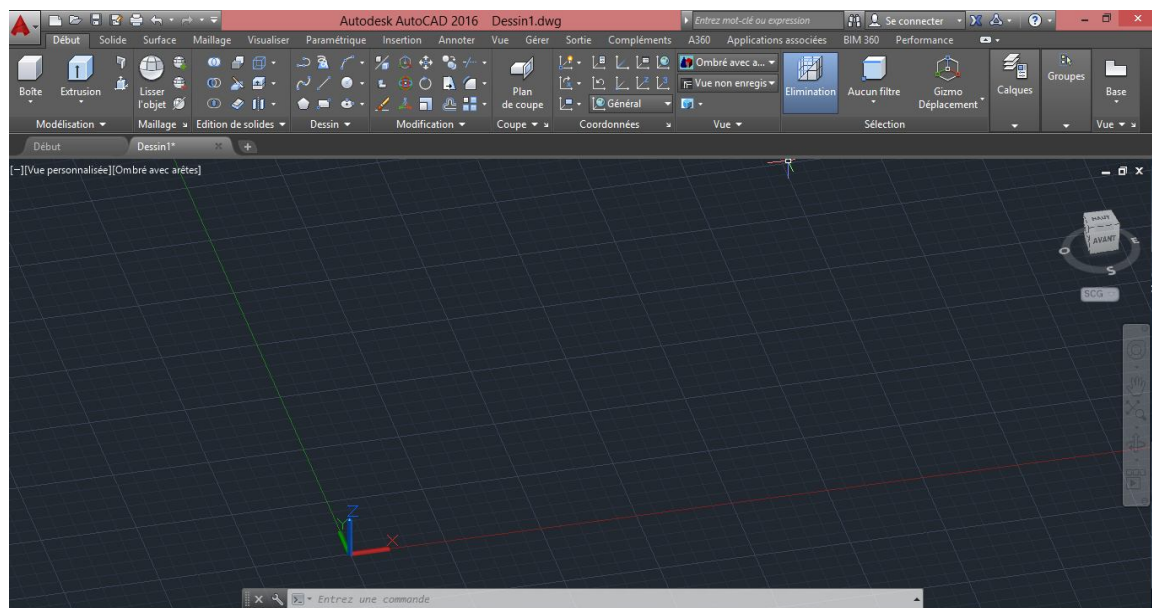 Autodesk AutoCAD 2016 Dessin1.dwg Entrez mot-clé ou expression Se connecter
Début Solide Surface Maillage Visualiser Paramétrique Insertion Annoter Vue Gérer Sortie Compléments A360 Applications associées BIM 360 Performance
Ombré avec a...
Vue non enregis
Boîte Extrusion Lisser l'objet Plan de coupe Général Elimination Aucun filtre Gizmo Déplacement Calques Groupes Base
Modélisation Maillage Edition de solides Dessin Modification Coupe Coordonnées Vue Sélection Vue
Début Dessin1* +
[−][Vue personnalisée][Ombré avec arêtes]
HAUT
AVANT
E
O
S
SCG
Z
Y
X
Entrez une commande